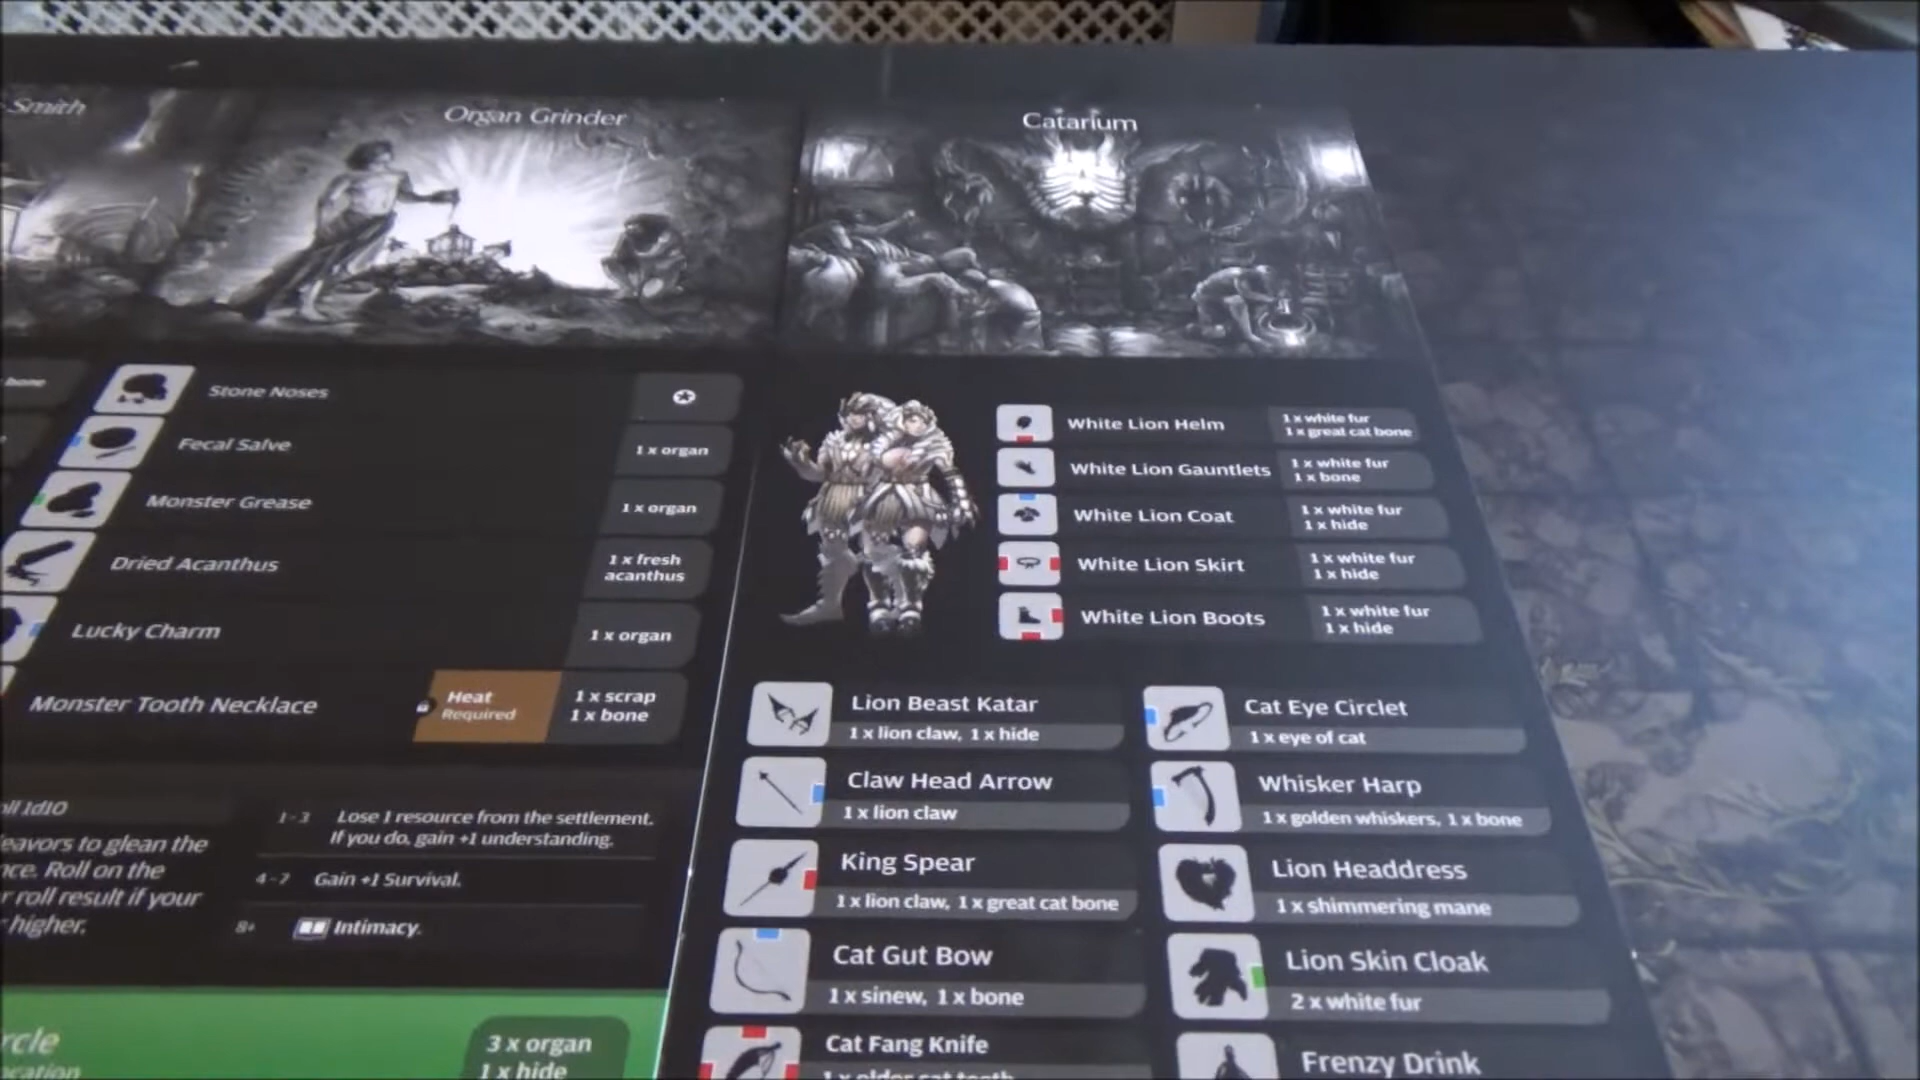 Smith
Organ Grinder
Catarium
bone
Stone Noses
Fecal Salve
1 x organ
Monster Grease
1 x organ
Dried Acanthus
1 x fresh
acanthus
Lucky Charm
1 x organ
Monster Tooth Necklace
Heat
Required
1 x scrap
1 x bone
1d10
eavors to glean the
nce. Roll on the
r roll result if your
higher.
1-3 Lose 1 resource from the settlement.
If you do, gain +1 understanding.
4-7 Gain +1 Survival.
8+ Intimacy.
rcle
ocation
3 x organ
1 x hide
White Lion Helm
1 x white fur
1 x great cat bone
White Lion Gauntlets
1 x white fur
1 x bone
White Lion Coat
1 x white fur
1 x hide
White Lion Skirt
1 x white fur
1 x hide
White Lion Boots
1 x white fur
1 x hide
Lion Beast Katar
1 x lion claw, 1 x hide
Claw Head Arrow
1 x lion claw
King Spear
1 x lion claw, 1 x great cat bone
Cat Gut Bow
1 x sinew, 1 x bone
Cat Fang Knife
1 x elder cat tooth
Cat Eye Circlet
1 x eye of cat
Whisker Harp
1 x golden whiskers, 1 x bone
Lion Headdress
1 x shimmering mane
Lion Skin Cloak
2 x white fur
Frenzy Drink